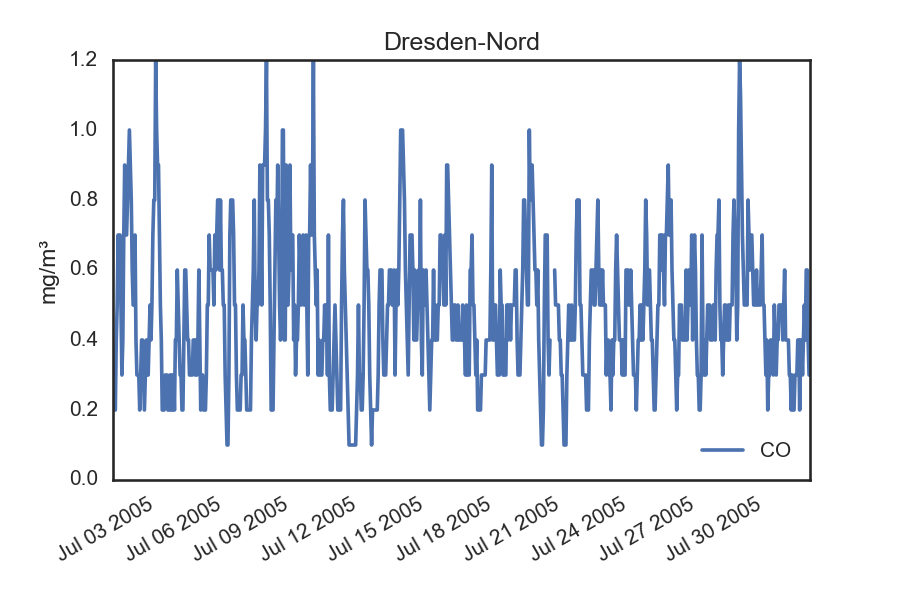 Dresden-Nord
1.2
1.0
0.8
0.6
0.4
0.2
0.0
mg/m³
CO
Jul 03 2005
Jul 06 2005
Jul 09 2005
Jul 12 2005
Jul 15 2005
Jul 18 2005
Jul 21 2005
Jul 24 2005
Jul 27 2005
Jul 30 2005